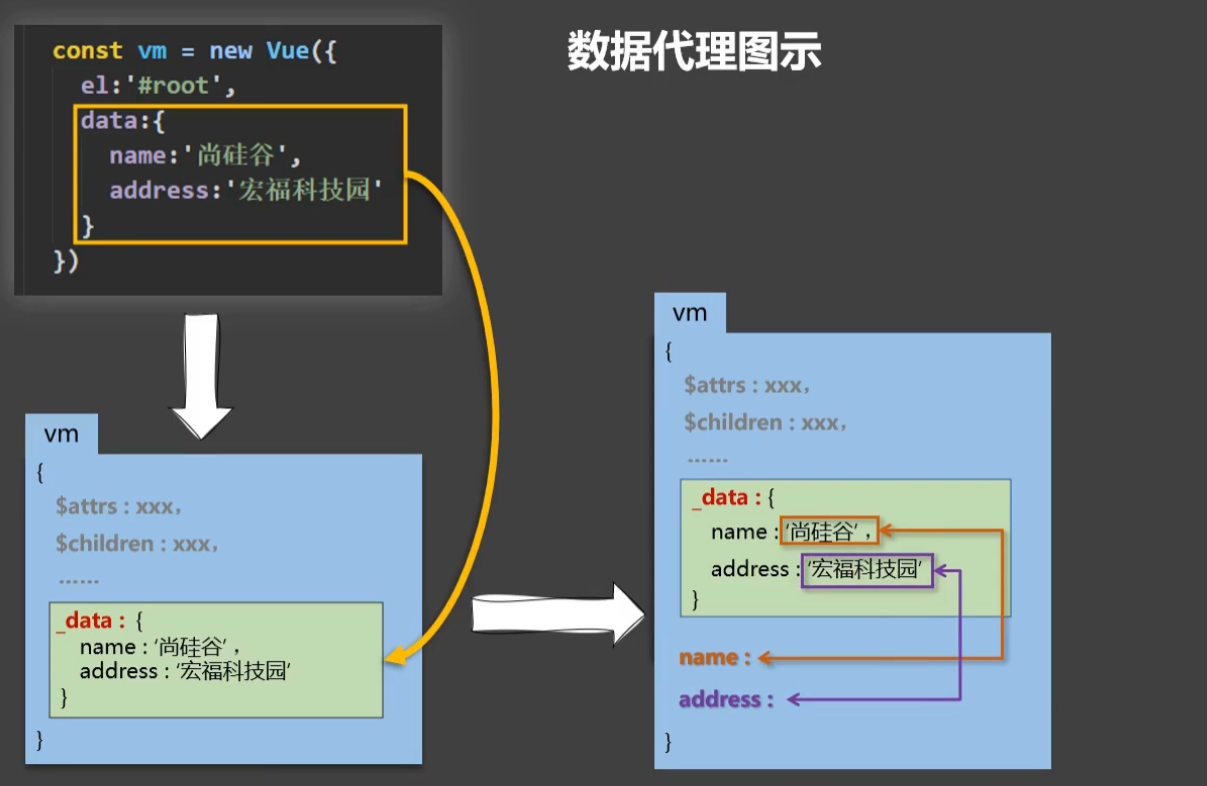 数据代理图示
const vm = new Vue({
el:'#root',
data:{
name:'尚硅谷',
address:'宏福科技园'
}
})
vm
{
$attrs : xxx，
$children : xxx，
......
_data : {
name : '尚硅谷'，
address : '宏福科技园'
}
}
vm
{
$attrs : xxx，
$children : xxx，
......
_data : {
name : '尚硅谷'，
address : '宏福科技园'
}
name :
address :
}